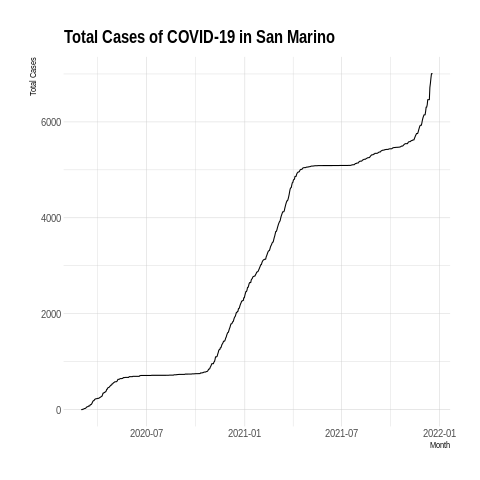 Total Cases of COVID-19 in San Marino
Total Cases
6000
4000
2000
0
2020-07 2021-01 2021-07 2022-01
Month